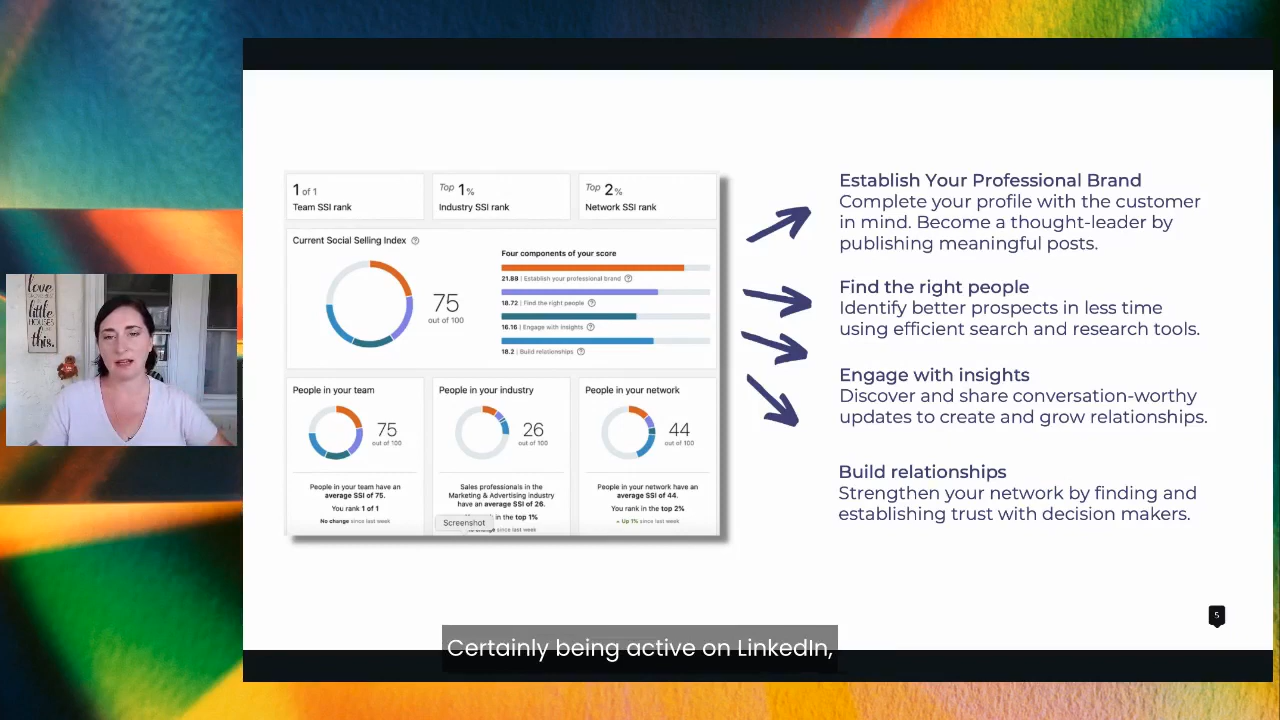 love
little
this.
1 of 1
Team SSI rank
Top 1%
Industry SSI rank
Top 2%
Network SSI rank
Current Social Selling Index
75
out of 100
Four components of your score
21.88 | Establish your professional brand
18.72 | Find the right people
16.16 | Engage with insights
18.2 | Build relationships
People in your team
75
out of 100
People in your team have an
average SSI of 75.
You rank 1 of 1
No change since last week
People in your industry
26
out of 100
Sales professionals in the
Marketing & Advertising industry
have an average SSI of 26.
in the top 1%
since last week
Screenshot
People in your network
44
out of 100
People in your network have an
average SSI of 44.
You rank in the top 2%
Up 1% since last week
Establish Your Professional Brand
Complete your profile with the customer
in mind. Become a thought-leader by
publishing meaningful posts.
Find the right people
Identify better prospects in less time
using efficient search and research tools.
Engage with insights
Discover and share conversation-worthy
updates to create and grow relationships.
Build relationships
Strengthen your network by finding and
establishing trust with decision makers.
5
Certainly being active on LinkedIn,